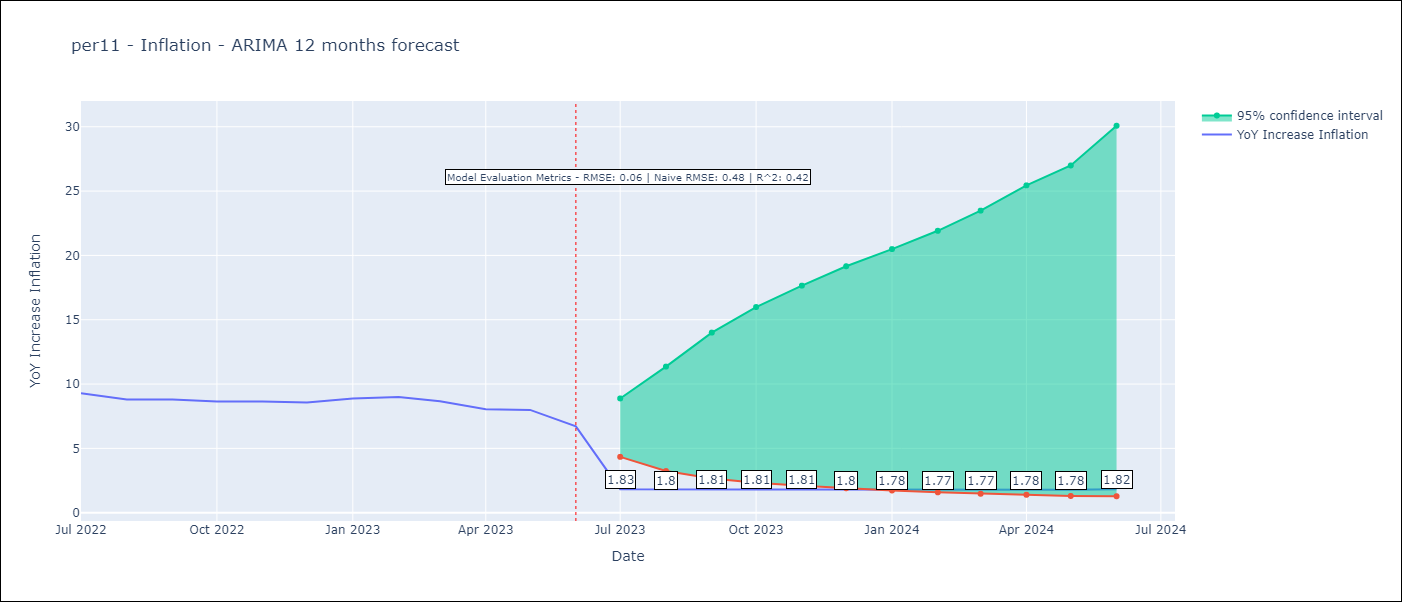 per11 - Inflation - ARIMA 12 months forecast
95% confidence interval
YoY Increase Inflation
Model Evaluation Metrics - RMSE: 0.06 | Naive RMSE: 0.48 | R^2: 0.42
YoY Increase Inflation
30
25
20
15
10
5
0
1.83
1.8
1.81
1.81
1.81
1.8
1.78
1.77
1.77
1.78
1.78
1.82
Jul 2022
Oct 2022
Jan 2023
Apr 2023
Jul 2023
Oct 2023
Jan 2024
Apr 2024
Jul 2024
Date